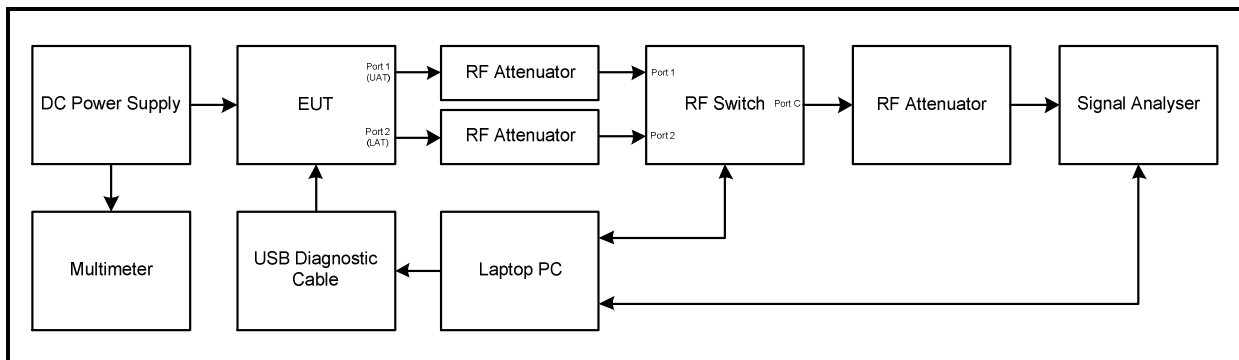 DC Power Supply
EUT
Port 1
(UAT)
Port 2
(LAT)
RF Attenuator
RF Attenuator
Port 1
Port 2
RF Switch
Port C
RF Attenuator
Signal Analyser
Multimeter
USB Diagnostic
Cable
Laptop PC